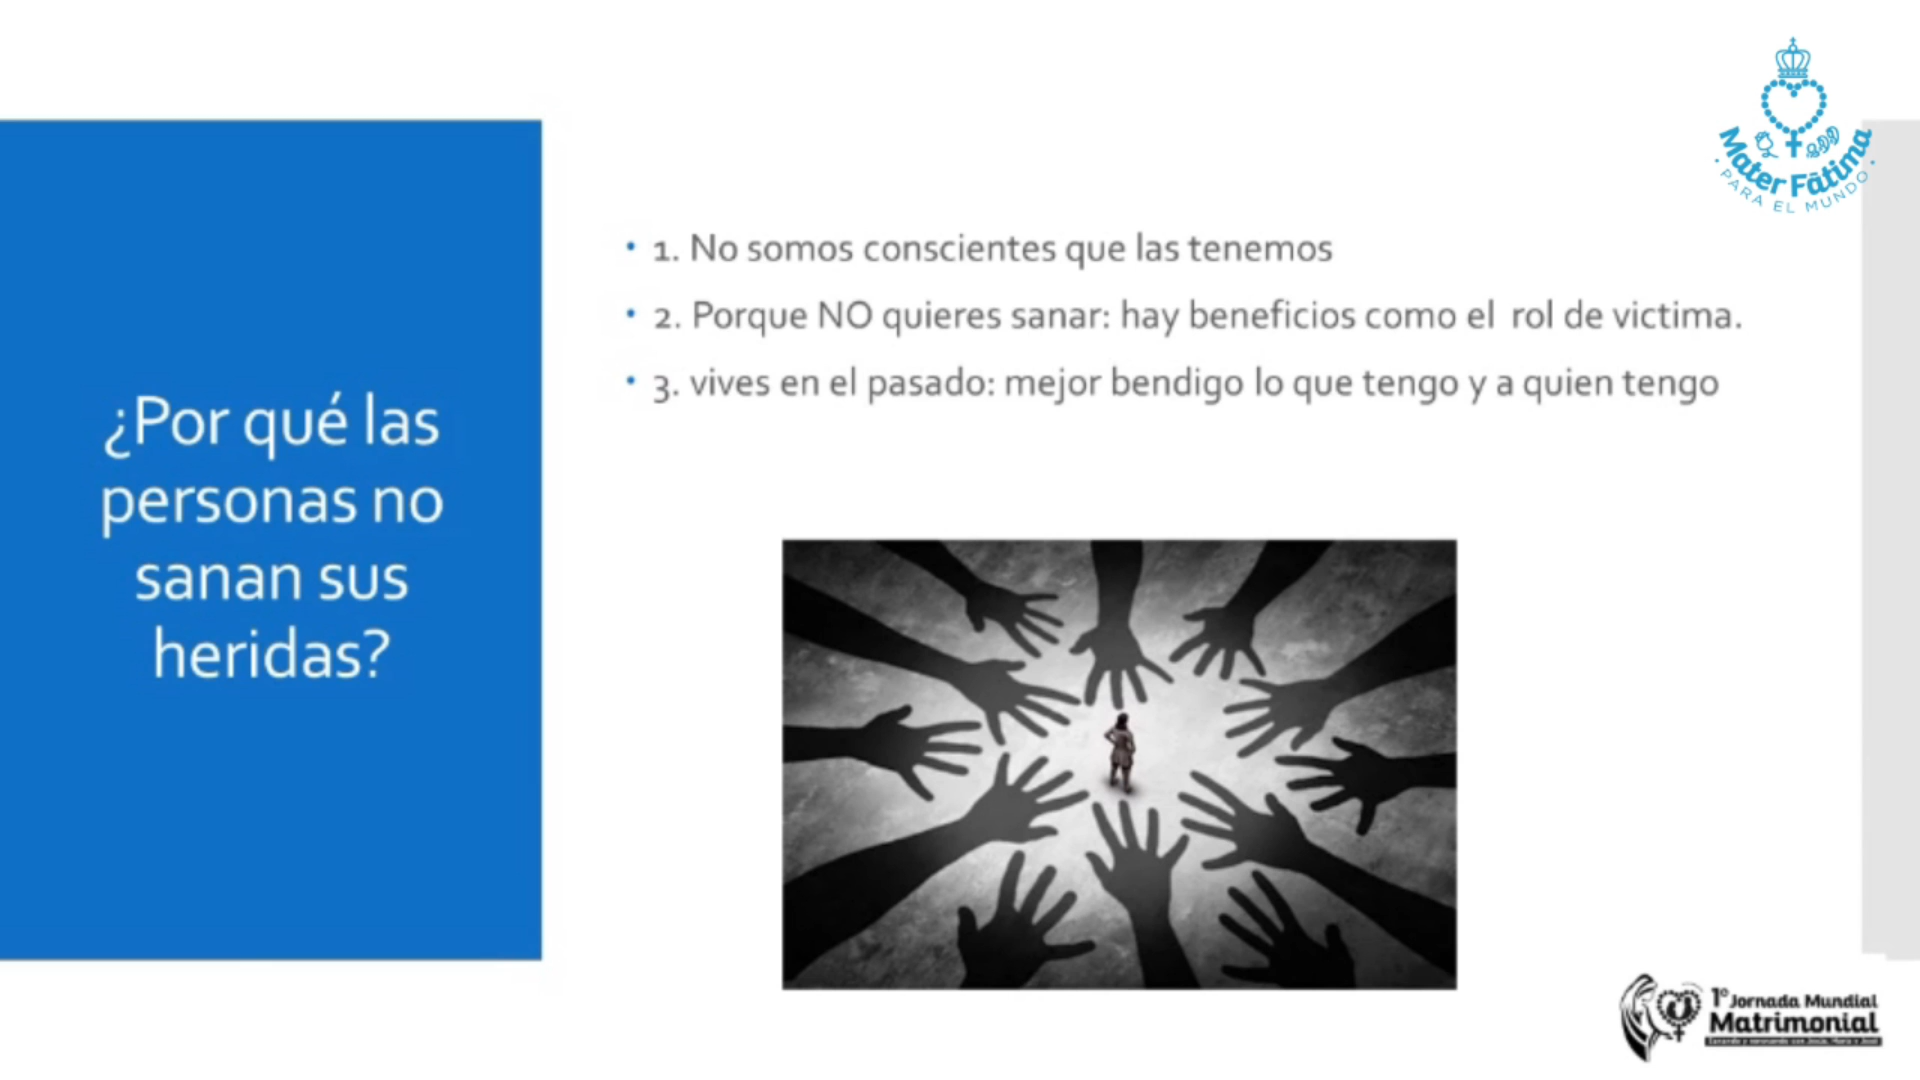 ¿Por qué las
personas no
sanan sus
heridas?
• 1. No somos conscientes que las tenemos
• 2. Porque NO quieres sanar: hay beneficios como el rol de victima.
• 3. vives en el pasado: mejor bendigo lo que tengo y a quien tengo
Mater Fátima
• PARA EL MUNDO •
1º Jornada Mundial
Matrimonial